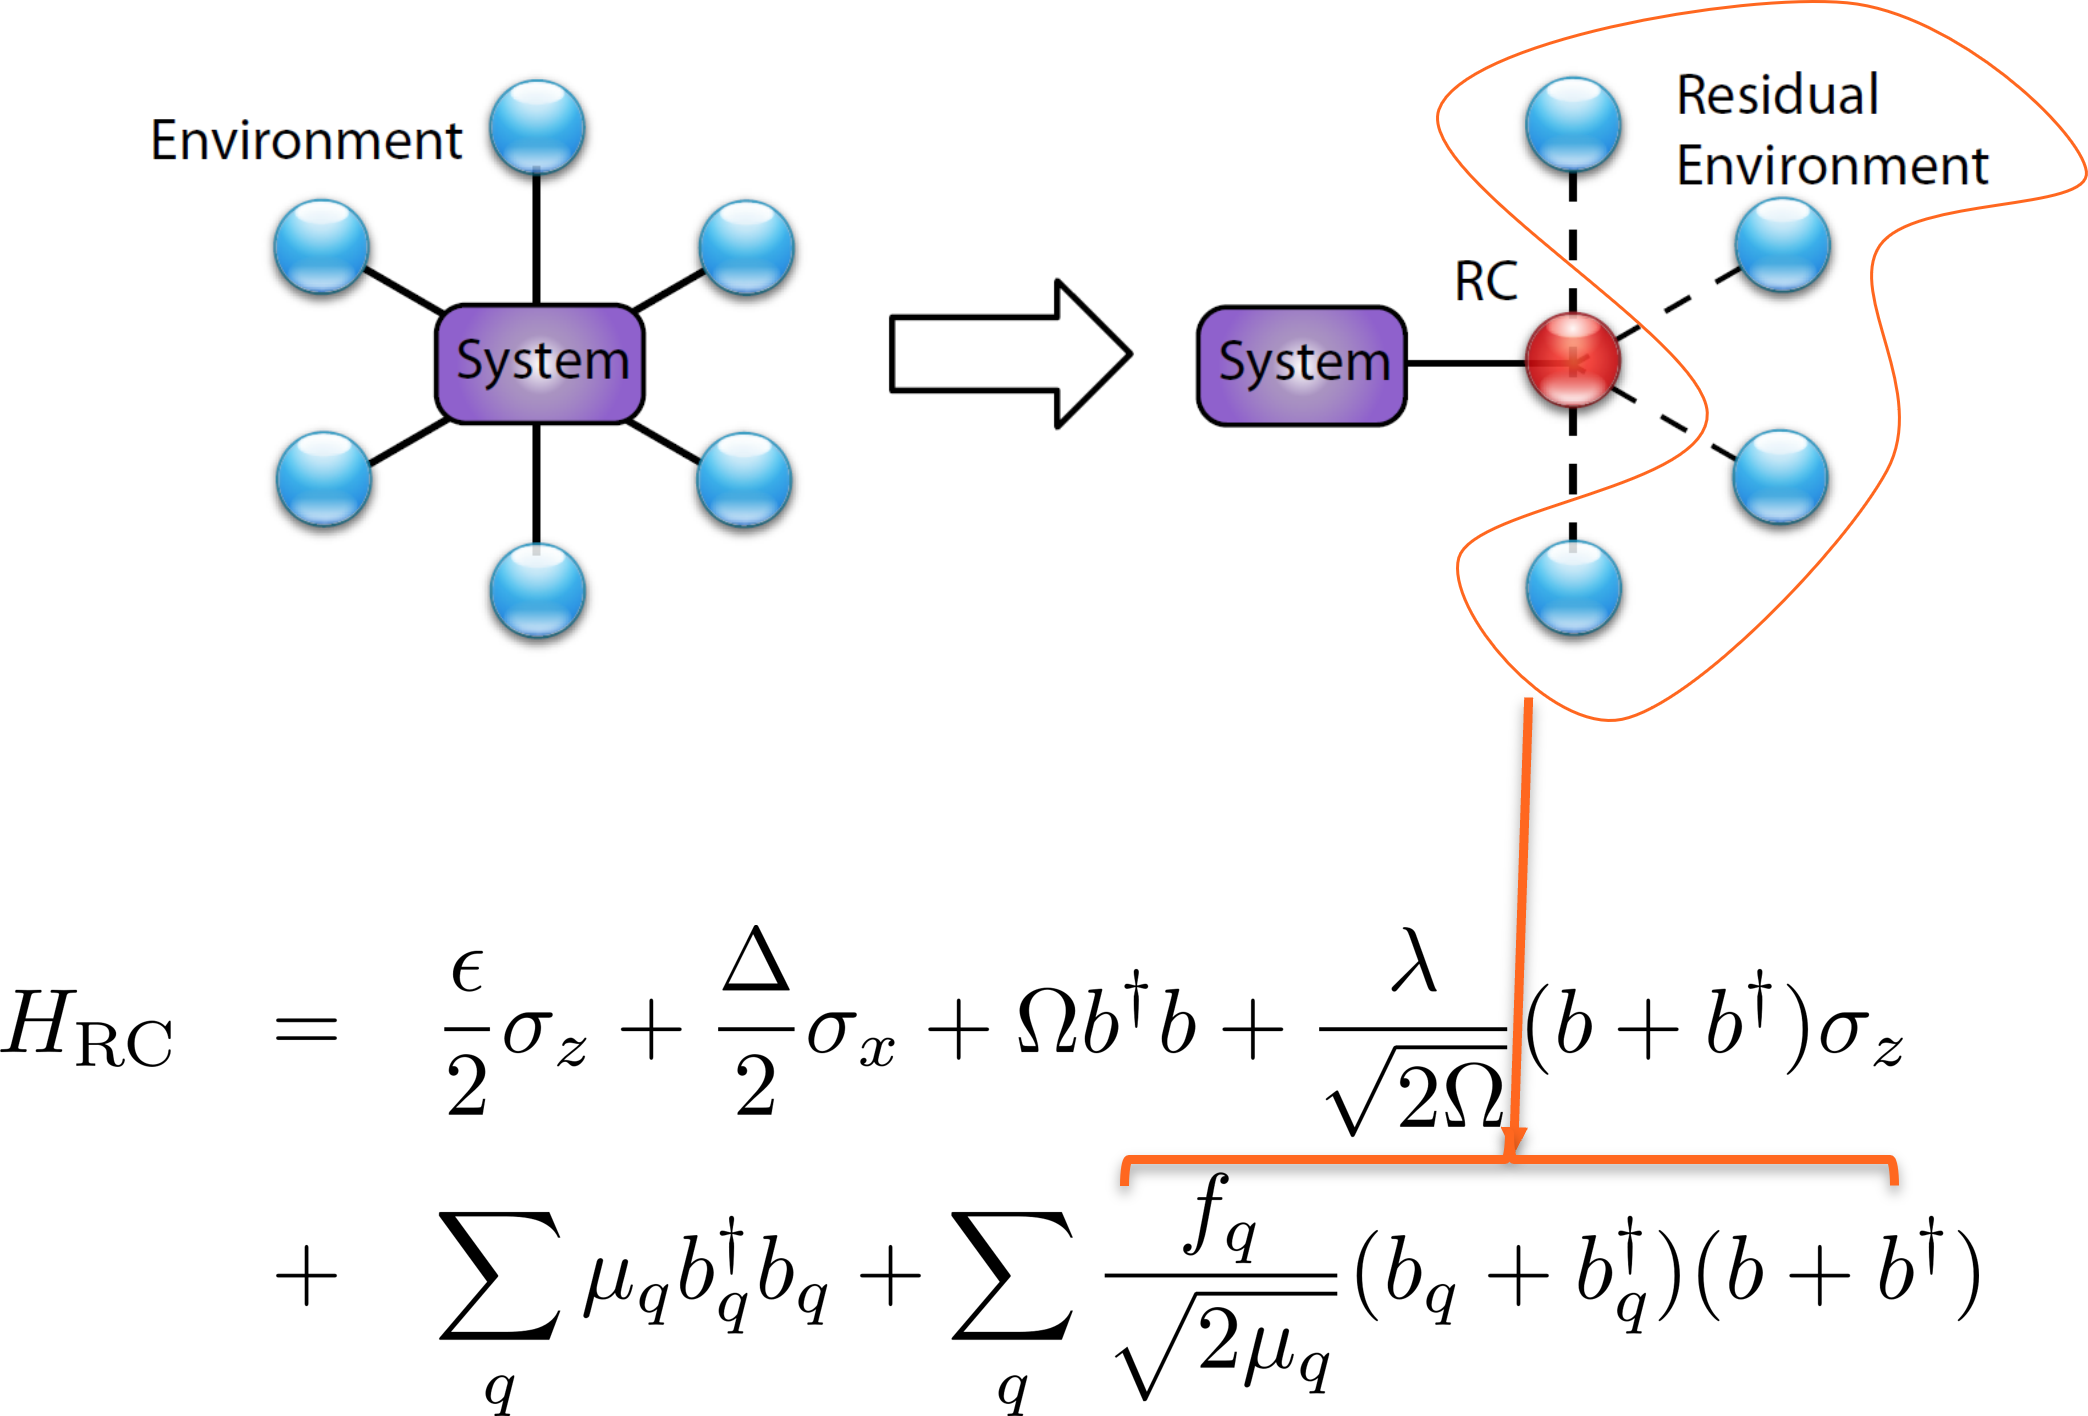 Environment
System
Residual
Environment
RC
System
H_{RC} = \frac{\epsilon}{2}\sigma_z + \frac{\Delta}{2}\sigma_x + \Omega b^\dagger b + \frac{\lambda}{\sqrt{2\Omega}}(b + b^\dagger)\sigma_z
+ \sum_q \mu_q b_q^\dagger b_q + \sum_q \frac{f_q}{\sqrt{2\mu_q}}(b_q + b_q^\dagger)(b + b^\dagger)